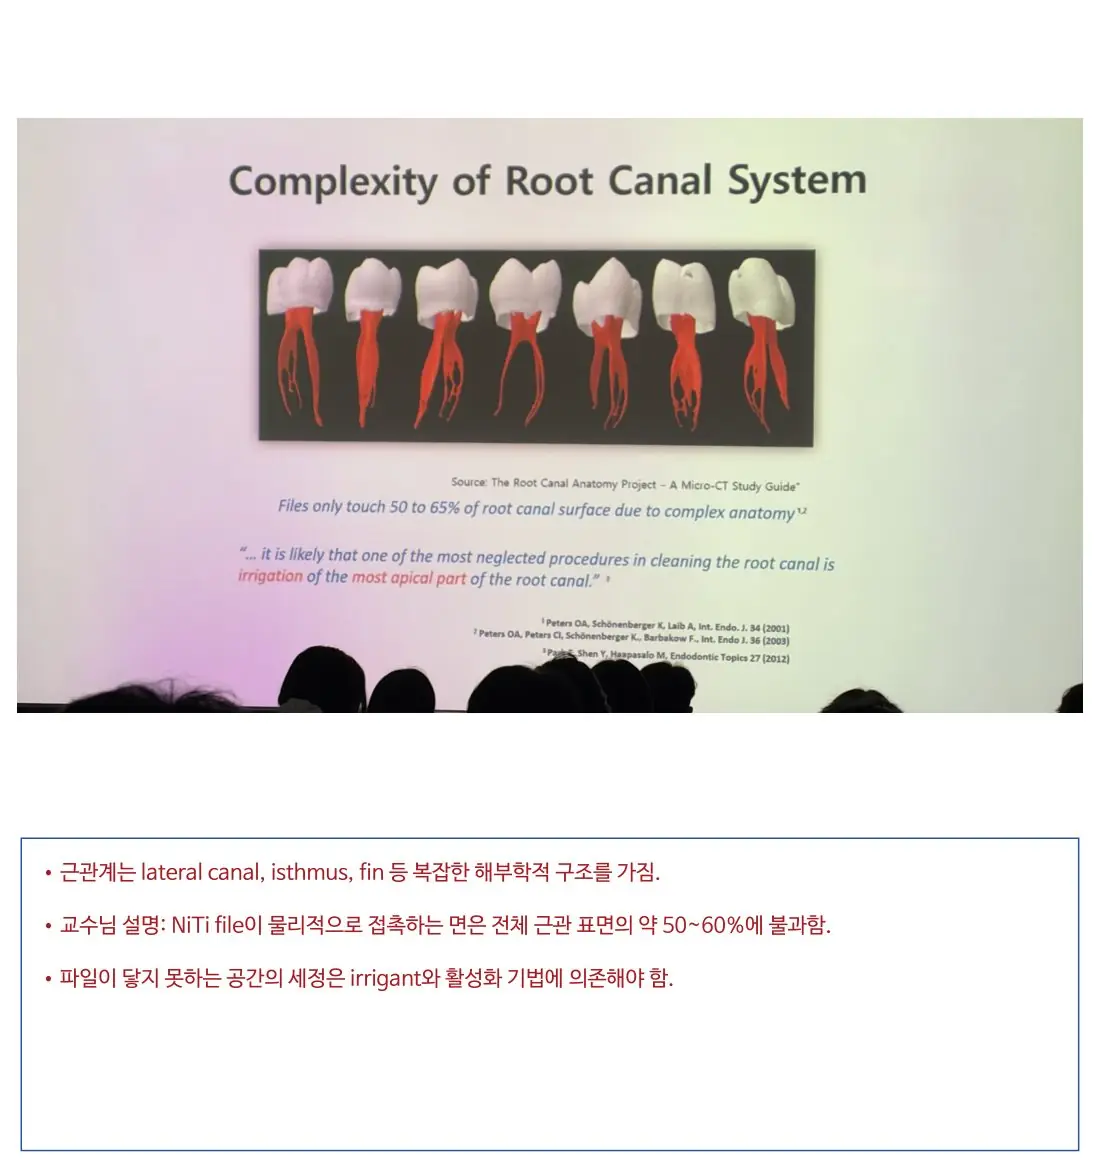 Complexity of Root Canal System
Source: The Root Canal Anatomy Project – A Micro-CT Study Guide"
Files only touch 50 to 65% of root canal surface due to complex anatomy 1,2
"... it is likely that one of the most neglected procedures in cleaning the root canal is
irrigation of the most apical part of the root canal." 3
1 Peters OA, Schönenberger K, Laib A, Int. Endo. J. 34 (2001)
2 Peters OA, Peters CI, Schönenberger K., Barbakow F., Int. Endo J. 36 (2003)
3 Shen Y, Haapasalo M, Endodontic Topics 27 (2012)
• 근관계는 lateral canal, isthmus, fin 등 복잡한 해부학적 구조를 가짐.
• 교수님 설명: NiTi file이 물리적으로 접촉하는 면은 전체 근관 표면의 약 50~60%에 불과함.
• 파일이 닿지 못하는 공간의 세정은 irrigant와 활성화 기법에 의존해야 함.